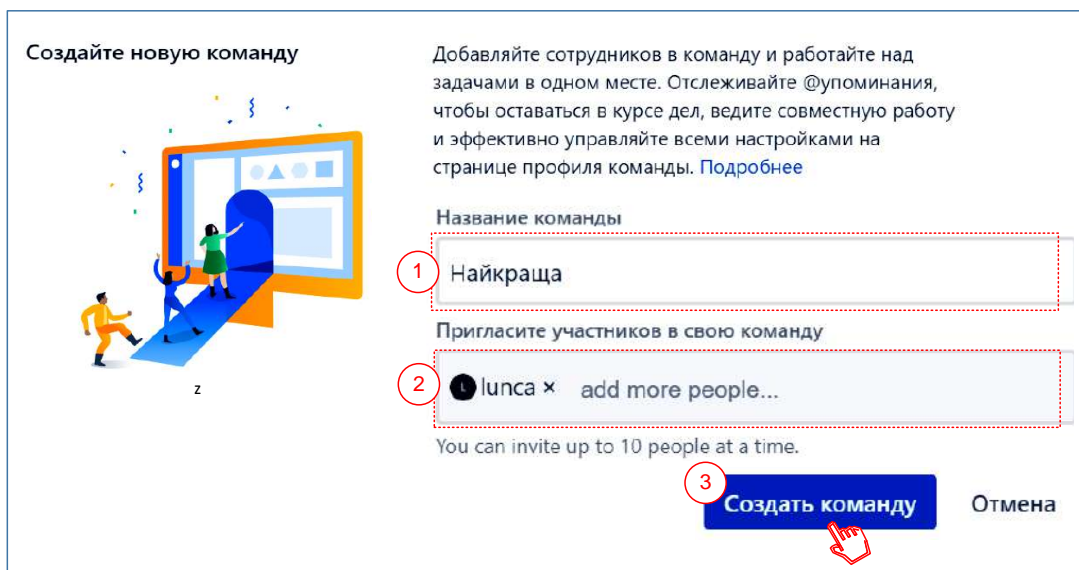 Создайте новую команду
z
Добавляйте сотрудников в команду и работайте над
задачами в одном месте. Отслеживайте @упоминания,
чтобы оставаться в курсе дел, ведите совместную работу
и эффективно управляйте всеми настройками на
странице профиля команды. Подробнее
Название команды
1 Найкраща
Пригласите участников в свою команду
2 L lunca × add more people...
You can invite up to 10 people at a time.
3 Создать команду Отмена